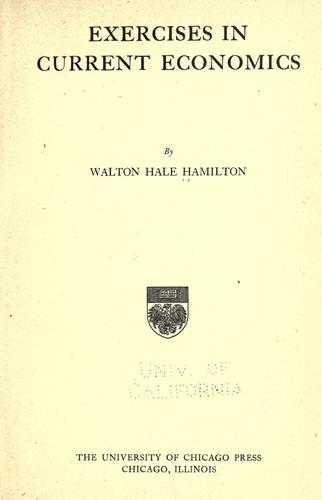 EXERCISES IN
CURRENT ECONOMICS
By
WALTON HALE HAMILTON
UNIV. OF
CALIFORNIA
THE UNIVERSITY OF CHICAGO PRESS
CHICAGO, ILLINOIS